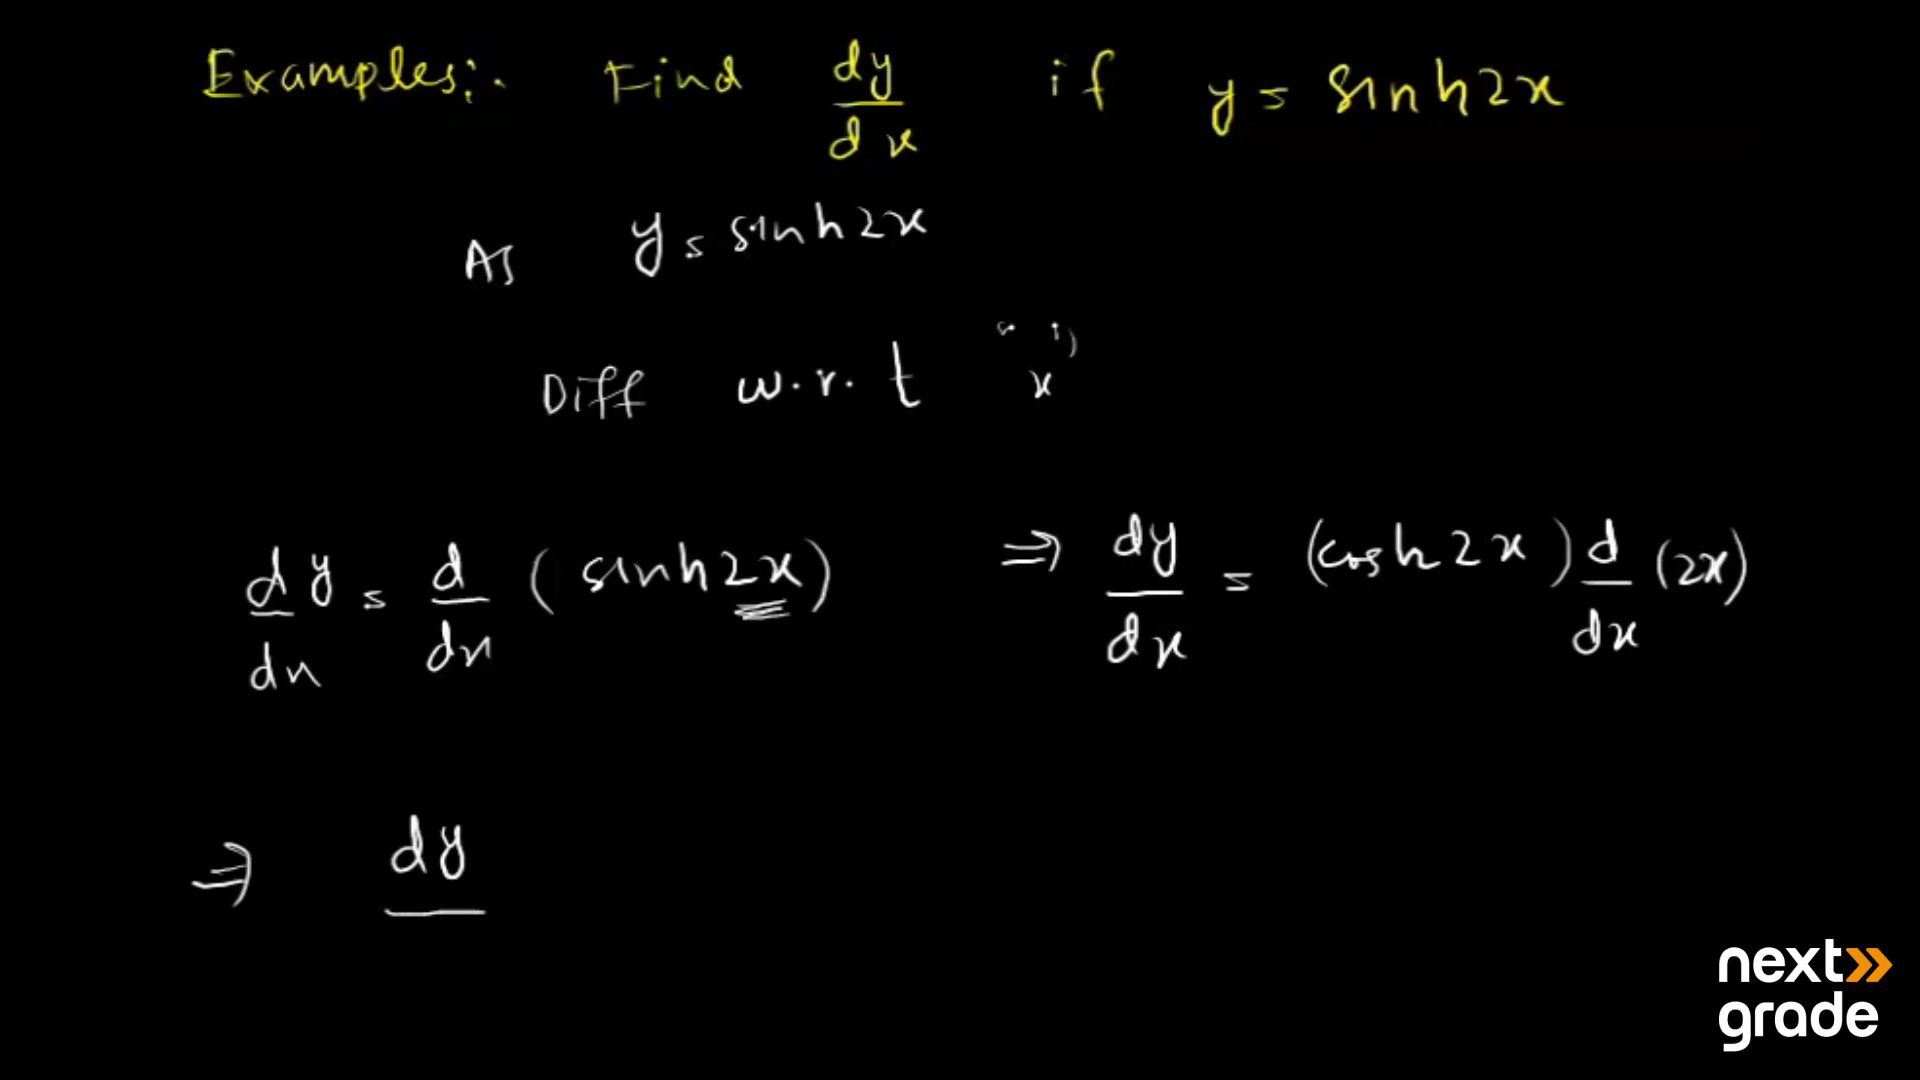 Examples:- Find dy/dx if y = sinh2x
As y = sinh2x
Diff w.r.t "x"
dy/dx = d/dx (sinh2x) ⇒ dy/dx = (cosh2x) d/dx (2x)
⇒ dy
next
grade